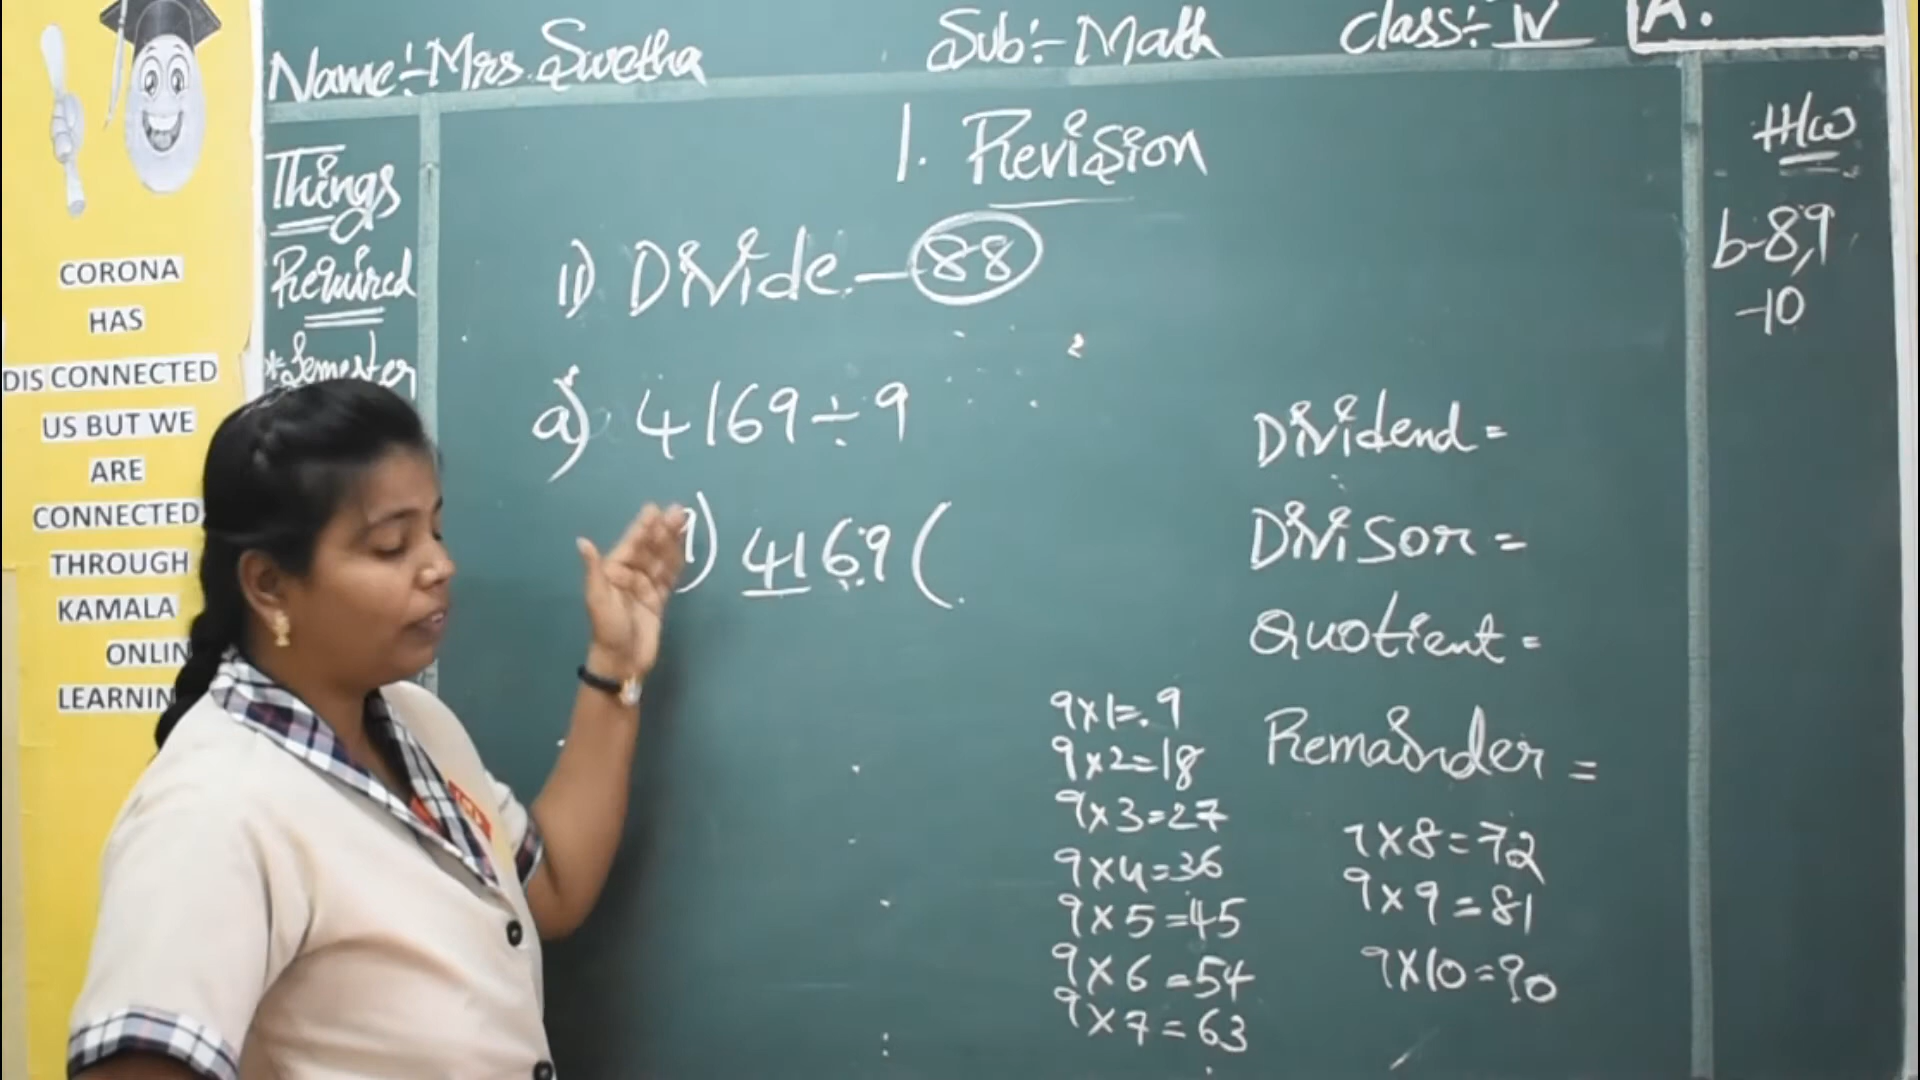 Name:- Mrs. Swetha
Sub:- Math
Class:- IV
A.
CORONA
HAS
DIS CONNECTED
US BUT WE
ARE
CONNECTED
THROUGH
KAMALA
ONLIN
LEARNIN
Things
Required
*Semester
1. Revision
11) Divide - 88
a) 4169÷9
9) 4169 (
Dividend =
Divisor =
Quotient =
Remainder =
9x1=.9
9x2=18
9x3=27
9x4=36
9x5=45
9x6=54
9x7=63
9x8=72
9x9=81
9x10=90
H/w
b-8,9
-10